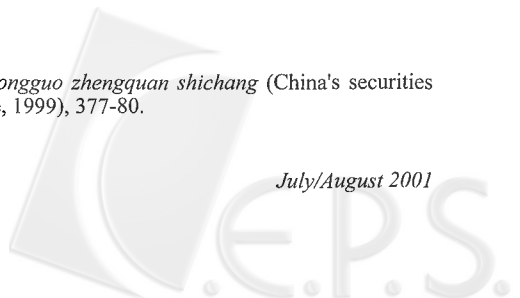 ongguo zhengquan shichang (China's securities
, 1999), 377-80.
July/August 2001
C.E.P.S.